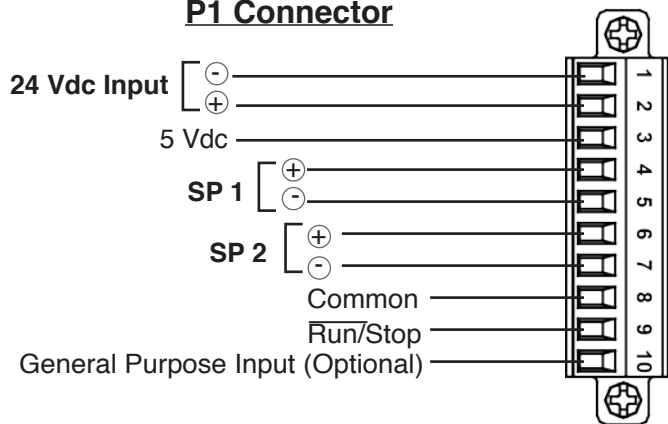 P1 Connector
24 Vdc Input - +
5 Vdc
SP 1 + -
SP 2 + -
Common
Run/Stop
General Purpose Input (Optional)
1
2
3
4
5
6
7
8
9
10